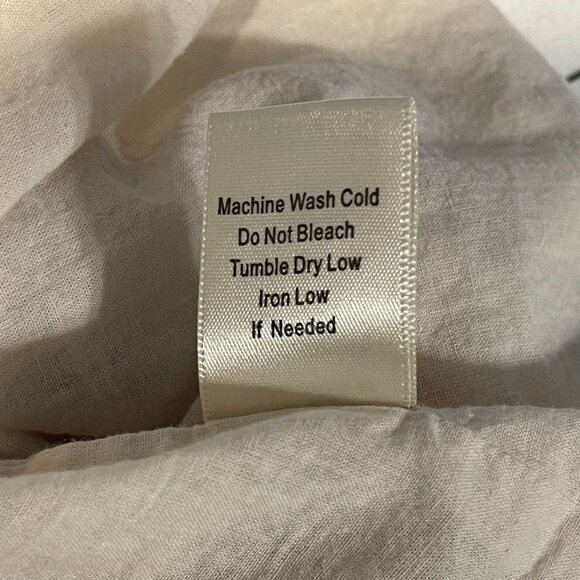 Machine Wash Cold
Do Not Bleach
Tumble Dry Low
Iron Low
If Needed